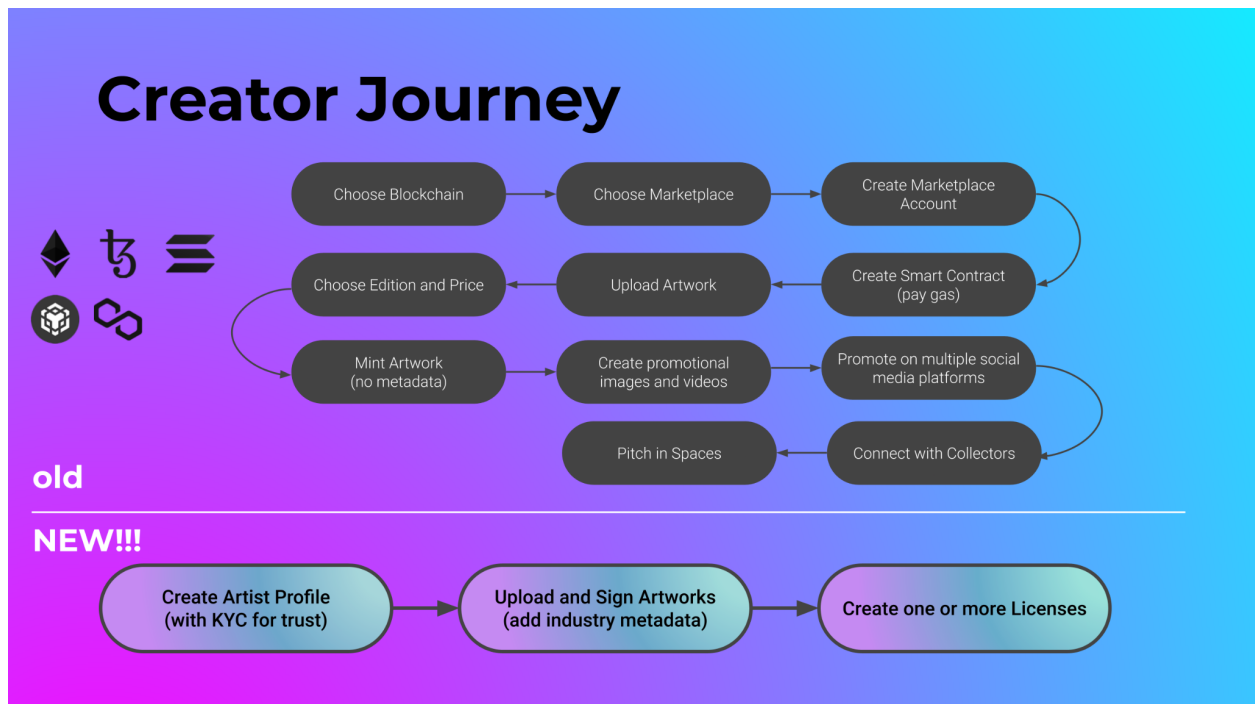 Creator Journey
Choose Blockchain
Choose Marketplace
Create Marketplace
Account
Create Smart Contract
(pay gas)
Upload Artwork
Choose Edition and Price
Mint Artwork
(no metadata)
Create promotional
images and videos
Promote on multiple social
media platforms
Connect with Collectors
Pitch in Spaces
old
NEW!!!
Create Artist Profile
(with KYC for trust)
Upload and Sign Artworks
(add industry metadata)
Create one or more Licenses